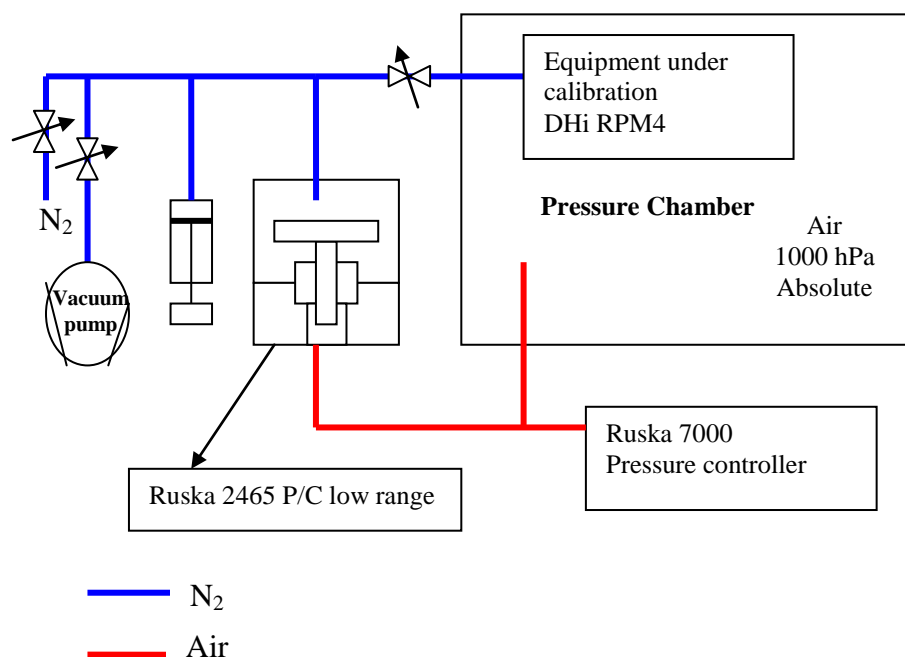 Equipment under
calibration
DHi RPM4
N2
Pressure Chamber
Air
1000 hPa
Absolute
Vacuum
pump
Ruska 7000
Pressure controller
Ruska 2465 P/C low range
N2
Air